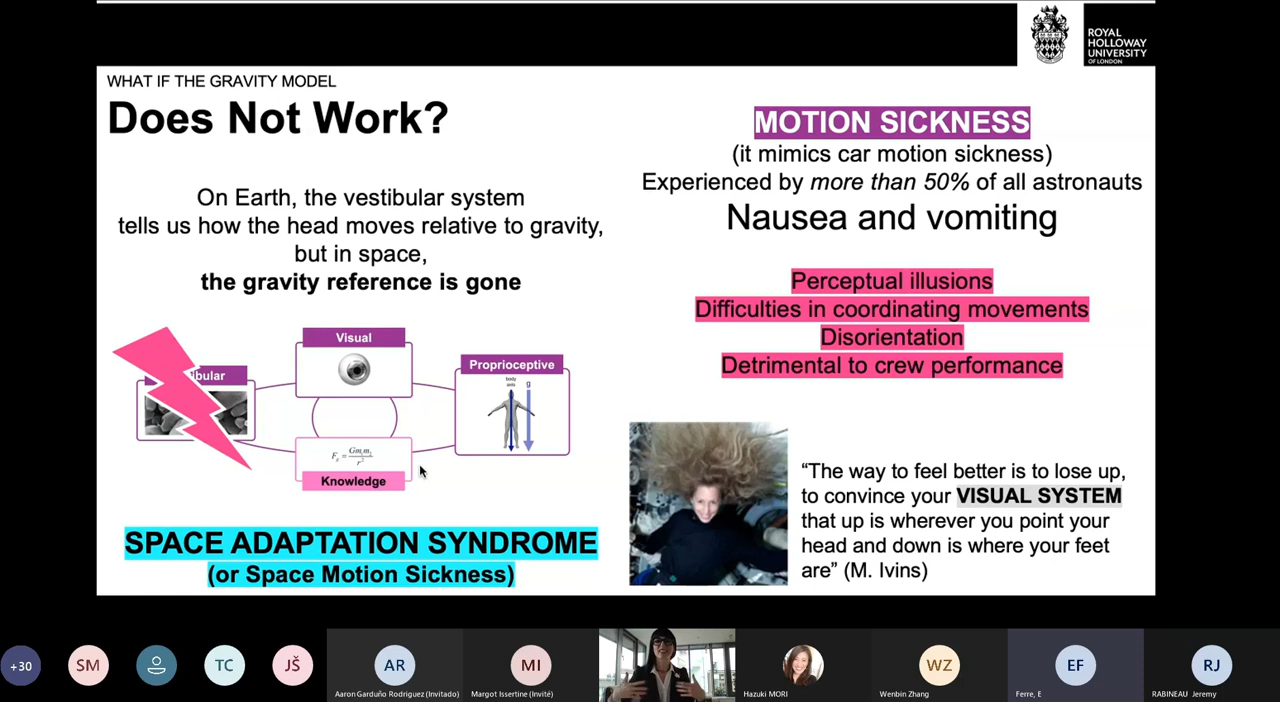 ROYAL
HOLLOWAY
UNIVERSITY
OF LONDON
WHAT IF THE GRAVITY MODEL
Does Not Work?
On Earth, the vestibular system
tells us how the head moves relative to gravity,
but in space,
the gravity reference is gone
bular
Visual
Proprioceptive
body
axis
g
F = Gm₁m₂
r²
Knowledge
SPACE ADAPTATION SYNDROME
(or Space Motion Sickness)
MOTION SICKNESS
(it mimics car motion sickness)
Experienced by more than 50% of all astronauts
Nausea and vomiting
Perceptual illusions
Difficulties in coordinating movements
Disorientation
Detrimental to crew performance
“The way to feel better is to lose up,
to convince your VISUAL SYSTEM
that up is wherever you point your
head and down is where your feet
are” (M. Ivins)
+30
SM
TC
JŠ
AR
Aaron Garduño Rodriguez (Invitado)
MI
Margot Issertine (Invité)
Hazuki MORI
WZ
Wenbin Zhang
EF
Ferre, E
RJ
RABINEAU Jeremy